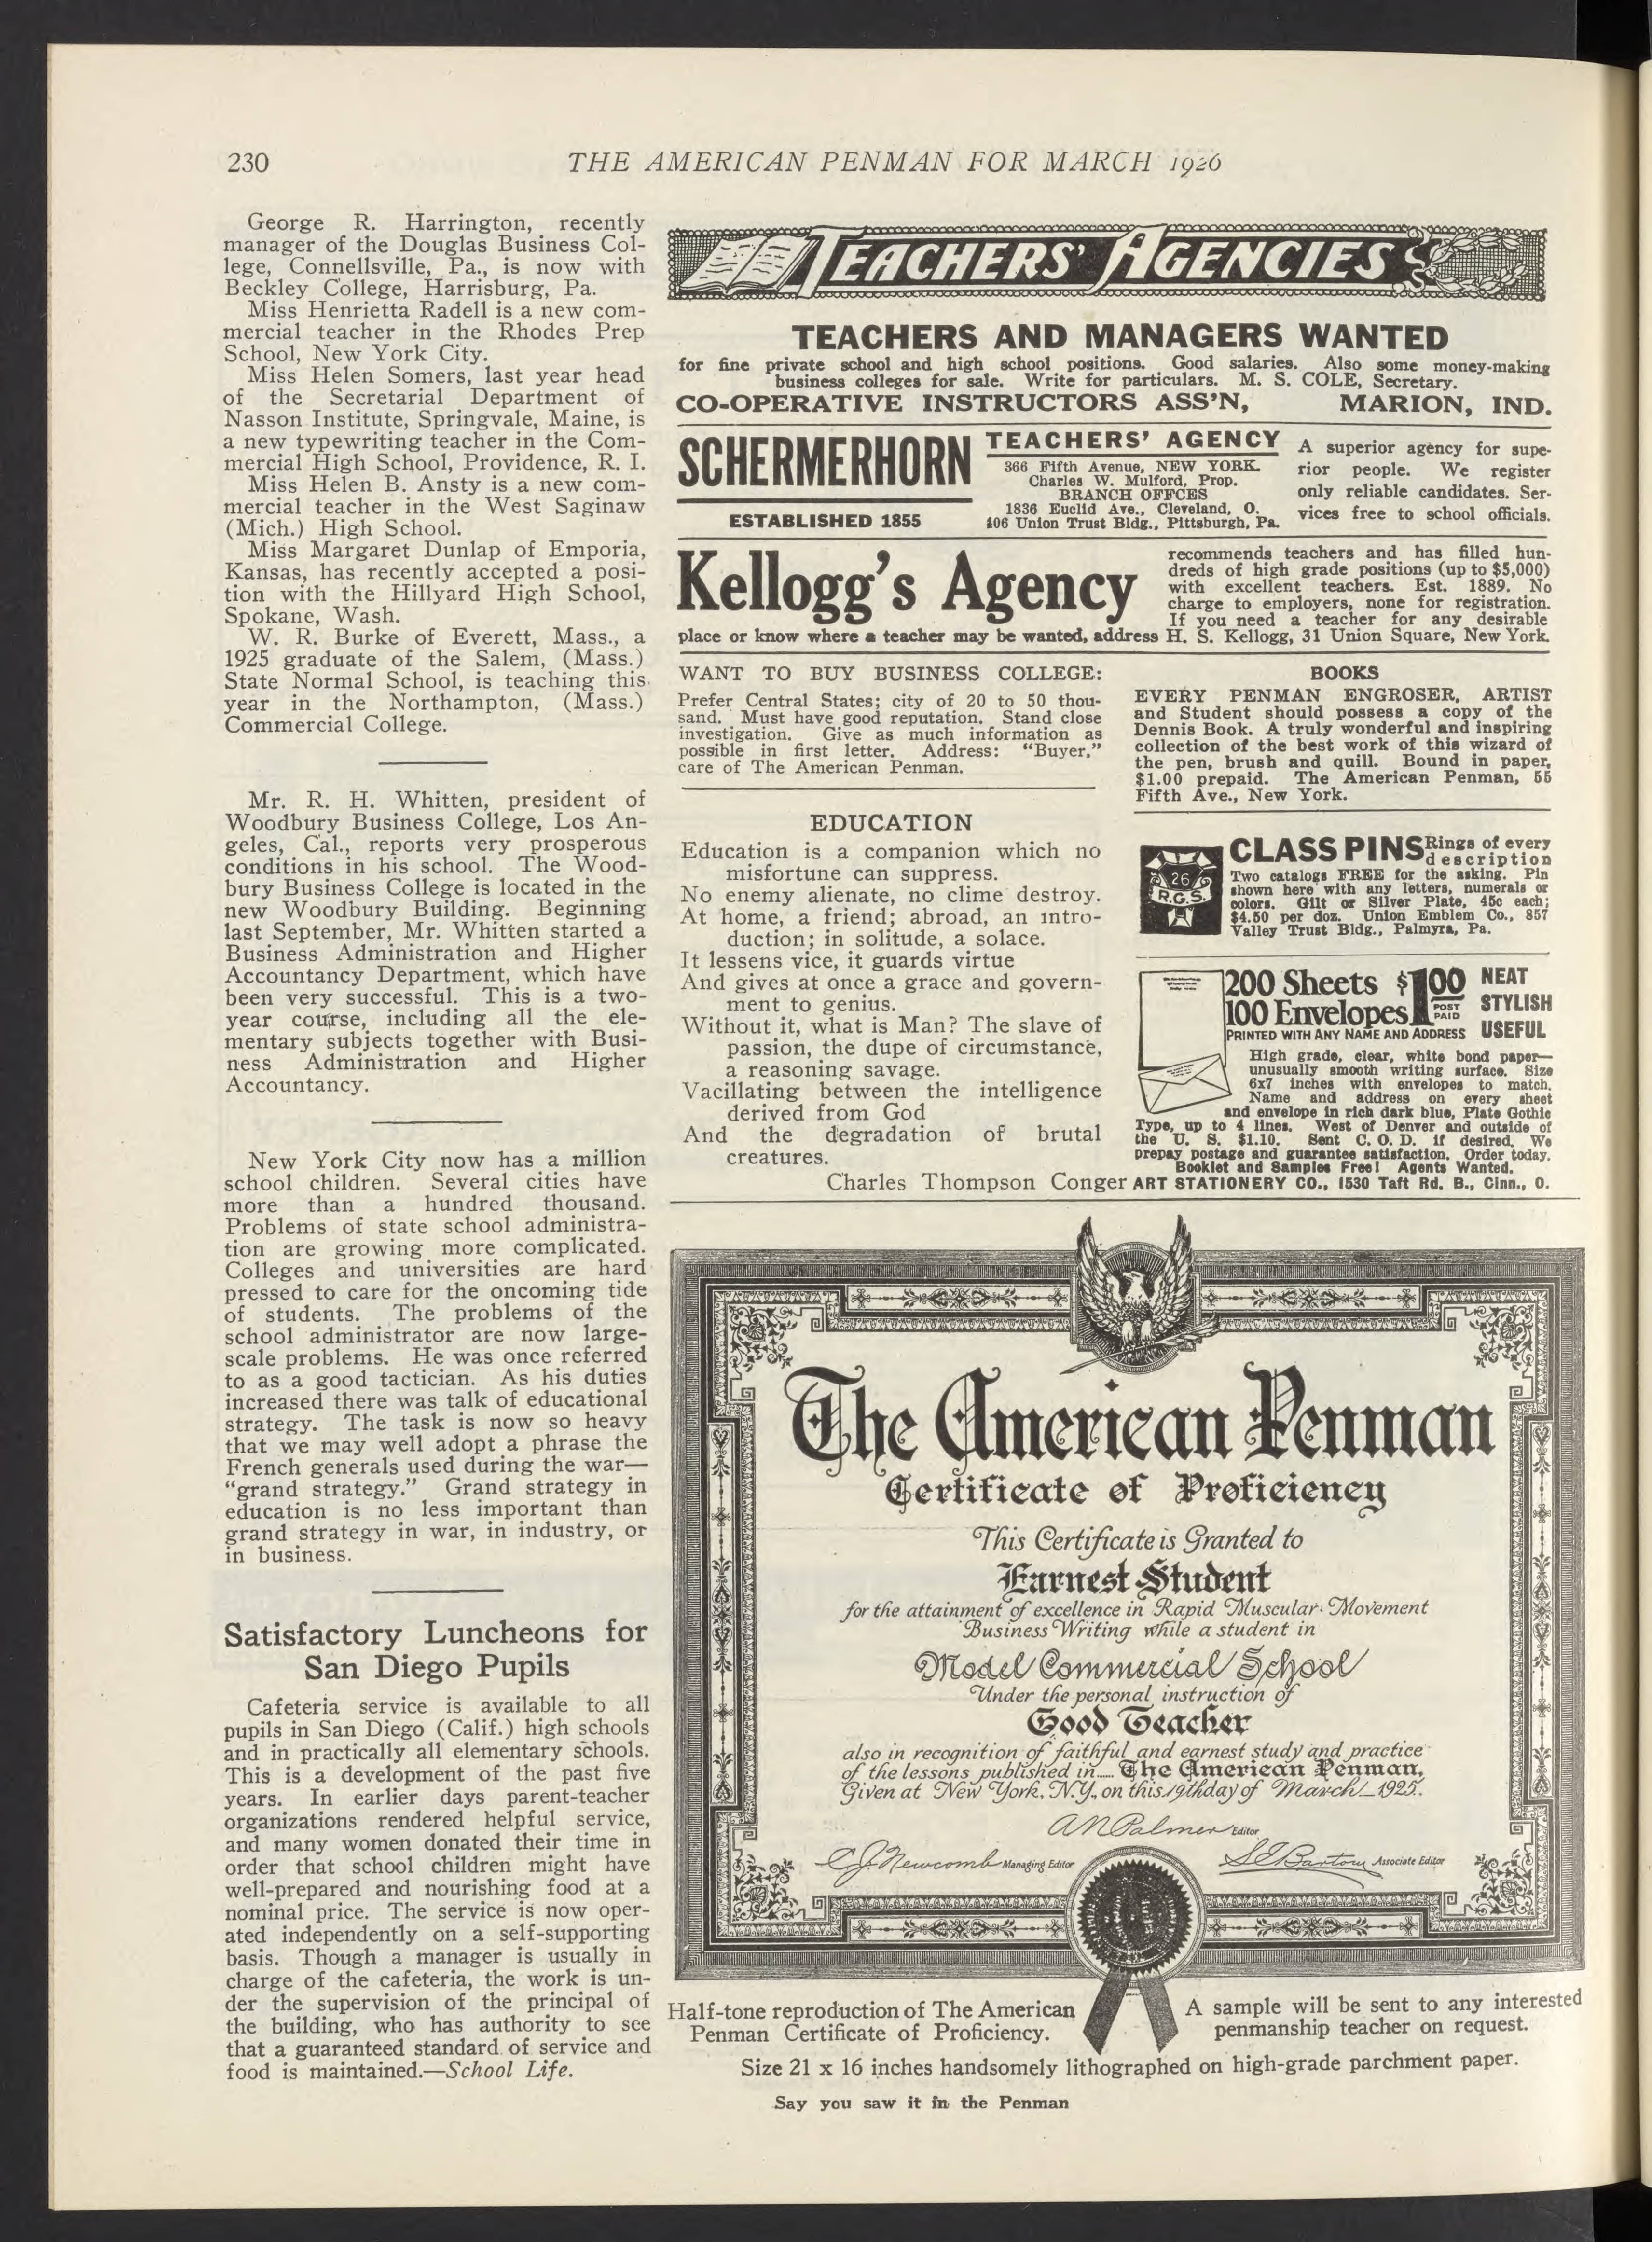 230
THE AMERICAN PENMAN FOR MARCH 1926
George R. Harrington, recently
manager of the Douglas Business Col-
lege, Connellsville, Pa., is now with
Beckley College, Harrisburg, Pa.
Miss Henrietta Radell is a new com-
mercial teacher in the Rhodes Prep
School, New York City.
Miss Helen Somers, last year head
of the Secretarial Department of
Nasson Institute, Springvale, Maine, is
a new typewriting teacher in the Com-
mercial High School, Providence, R. I.
Miss Helen B. Ansty is a new com-
mercial teacher in the West Saginaw
(Mich.) High School.
Miss Margaret Dunlap of Emporia,
Kansas, has recently accepted a posi-
tion with the Hillyard High School,
Spokane, Wash.
W. R. Burke of Everett, Mass., a
1925 graduate of the Salem, (Mass.)
State Normal School, is teaching this
year in the Northampton, (Mass.)
Commercial College.
Mr. R. H. Whitten, president of
Woodbury Business College, Los An-
geles, Cal., reports very prosperous
conditions in his school. The Wood-
bury Business College is located in the
new Woodbury Building. Beginning
last September, Mr. Whitten started a
Business Administration and Higher
Accountancy Department, which have
been very successful. This is a two-
year course, including all the ele-
mentary subjects together with Busi-
ness Administration and Higher
Accountancy.
New York City now has a million
school children. Several cities have
more than a hundred thousand.
Problems of state school administra-
tion are growing more complicated.
Colleges and universities are hard
pressed to care for the oncoming tide
of students. The problems of the
school administrator are now large-
scale problems. He was once referred
to as a good tactician. As his duties
increased there was talk of educational
strategy. The task is now so heavy
that we may well adopt a phrase the
French generals used during the war—
"grand strategy." Grand strategy in
education is no less important than
grand strategy in war, in industry, or
in business.
Satisfactory Luncheons for
San Diego Pupils
Cafeteria service is available to all
pupils in San Diego (Calif.) high schools
and in practically all elementary schools.
This is a development of the past five
years. In earlier days parent-teacher
organizations rendered helpful service,
and many women donated their time in
order that school children might have
well-prepared and nourishing food at a
nominal price. The service is now oper-
ated independently on a self-supporting
basis. Though a manager is usually in
charge of the cafeteria, the work is un-
der the supervision of the principal of
the building, who has authority to see
that a guaranteed standard of service and
food is maintained.—School Life.
TEACHERS' AGENCIES
TEACHERS AND MANAGERS WANTED
for fine private school and high school positions. Good salaries. Also some money-making
business colleges for sale. Write for particulars. M. S. COLE, Secretary.
CO-OPERATIVE INSTRUCTORS ASS'N, MARION, IND.
SCHERMERHORN
ESTABLISHED 1855
TEACHERS' AGENCY
366 Fifth Avenue, NEW YORK.
Charles W. Mulford, Prop.
BRANCH OFFCES
1836 Euclid Ave., Cleveland, O.
406 Union Trust Bldg., Pittsburgh, Pa.
A superior agency for supe-
rior people. We register
only reliable candidates. Ser-
vices free to school officials.
Kellogg's Agency
recommends teachers and has filled hun-
dreds of high grade positions (up to $5,000)
with excellent teachers. Est. 1889. No
charge to employers, none for registration.
If you need a teacher for any desirable
place or know where a teacher may be wanted, address H. S. Kellogg, 31 Union Square, New York.
WANT TO BUY BUSINESS COLLEGE:
Prefer Central States; city of 20 to 50 thou-
sand. Must have good reputation. Stand close
investigation. Give as much information as
possible in first letter. Address: "Buyer,"
care of The American Penman.
EDUCATION
Education is a companion which no
misfortune can suppress.
No enemy alienate, no clime destroy.
At home, a friend; abroad, an intro-
duction; in solitude, a solace.
It lessens vice, it guards virtue
And gives at once a grace and govern-
ment to genius.
Without it, what is Man? The slave of
passion, the dupe of circumstance,
a reasoning savage.
Vacillating between the intelligence
derived from God
And the degradation of brutal
creatures.
Charles Thompson Conger
BOOKS
EVERY PENMAN ENGROSER, ARTIST
and Student should possess a copy of the
Dennis Book. A truly wonderful and inspiring
collection of the best work of this wizard of
the pen, brush and quill. Bound in paper,
$1.00 prepaid. The American Penman, 55
Fifth Ave., New York.
26
R.G.S.
CLASS PINS Rings of every
description
Two catalogs FREE for the asking. Pin
shown here with any letters, numerals or
colors. Gilt or Silver Plate, 45c each;
$4.50 per doz. Union Emblem Co., 857
Valley Trust Bldg., Palmyra, Pa.
200 Sheets $1.00
100 Envelopes POST PAID
PRINTED WITH ANY NAME AND ADDRESS
NEAT
STYLISH
USEFUL
High grade, clear, white bond paper—
unusually smooth writing surface. Size
6x7 inches with envelopes to match.
Name and address on every sheet
and envelope in rich dark blue, Plate Gothic
Type, up to 4 lines. West of Denver and outside of
the U. S. $1.10. Sent C. O. D. if desired. We
prepay postage and guarantee satisfaction. Order today.
Booklet and Samples Free! Agents Wanted.
ART STATIONERY CO., 1530 Taft Rd. B., Cinn., O.
The American Penman
Certificate of Proficiency
This Certificate is Granted to
Earnest Student
for the attainment of excellence in Rapid Muscular Movement
Business Writing while a student in
Model Commercial School
Under the personal instruction of
Good Teacher
also in recognition of faithful and earnest study and practice
of the lessons published in The American Penman,
Given at New York, N.Y., on this 19th day of March 1925.
A N Palmer Editor
C J Newcomb Managing Editor
S E Bartow Associate Editor
Half-tone reproduction of The American
Penman Certificate of Proficiency.
A sample will be sent to any interested
penmanship teacher on request.
Size 21 x 16 inches handsomely lithographed on high-grade parchment paper.
Say you saw it in the Penman